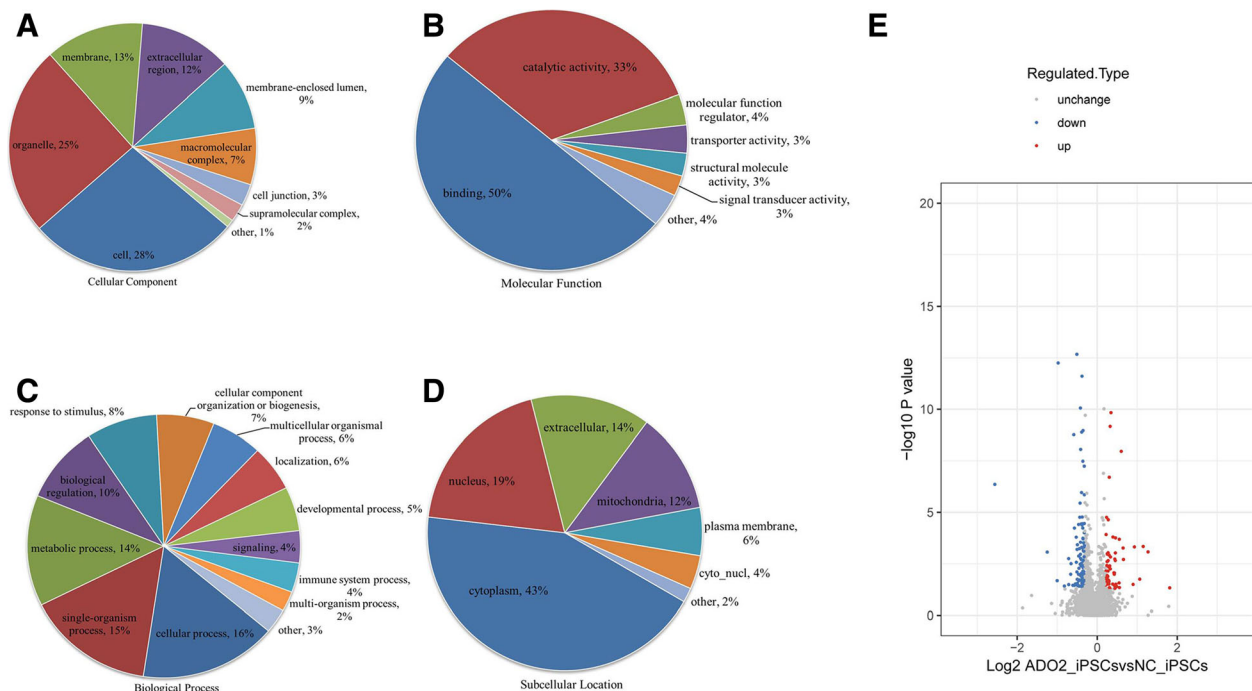 A
membrane, 13%
extracellular
region, 12%
membrane-enclosed lumen,
9%
organelle, 25%
macromolecular
complex, 7%
cell junction, 3%
supramolecular complex,
2%
other, 1%
cell, 28%
Cellular Component
B
catalytic activity, 33%
molecular function
regulator, 4%
transporter activity, 3%
structural molecule
activity, 3%
signal transducer activity,
3%
other, 4%
binding, 50%
Molecular Function
C
cellular component
organization or biogenesis,
7%
response to stimulus, 8%
multicellular organismal
process, 6%
localization, 6%
biological
regulation, 10%
developmental process, 5%
metabolic process, 14%
signaling, 4%
immune system process,
4%
multi-organism process,
2%
single-organism
process, 15%
cellular process, 16%
other, 3%
Biological Process
D
extracellular, 14%
nucleus, 19%
mitochondria, 12%
plasma membrane,
6%
cyto_nucl, 4%
other, 2%
cytoplasm, 43%
Subcellular Location
E
Regulated.Type
unchange
down
up
20
15
10
5
0
−log10 P value
−2
0
2
Log2 ADO2_iPSCsvsNC_iPSCs